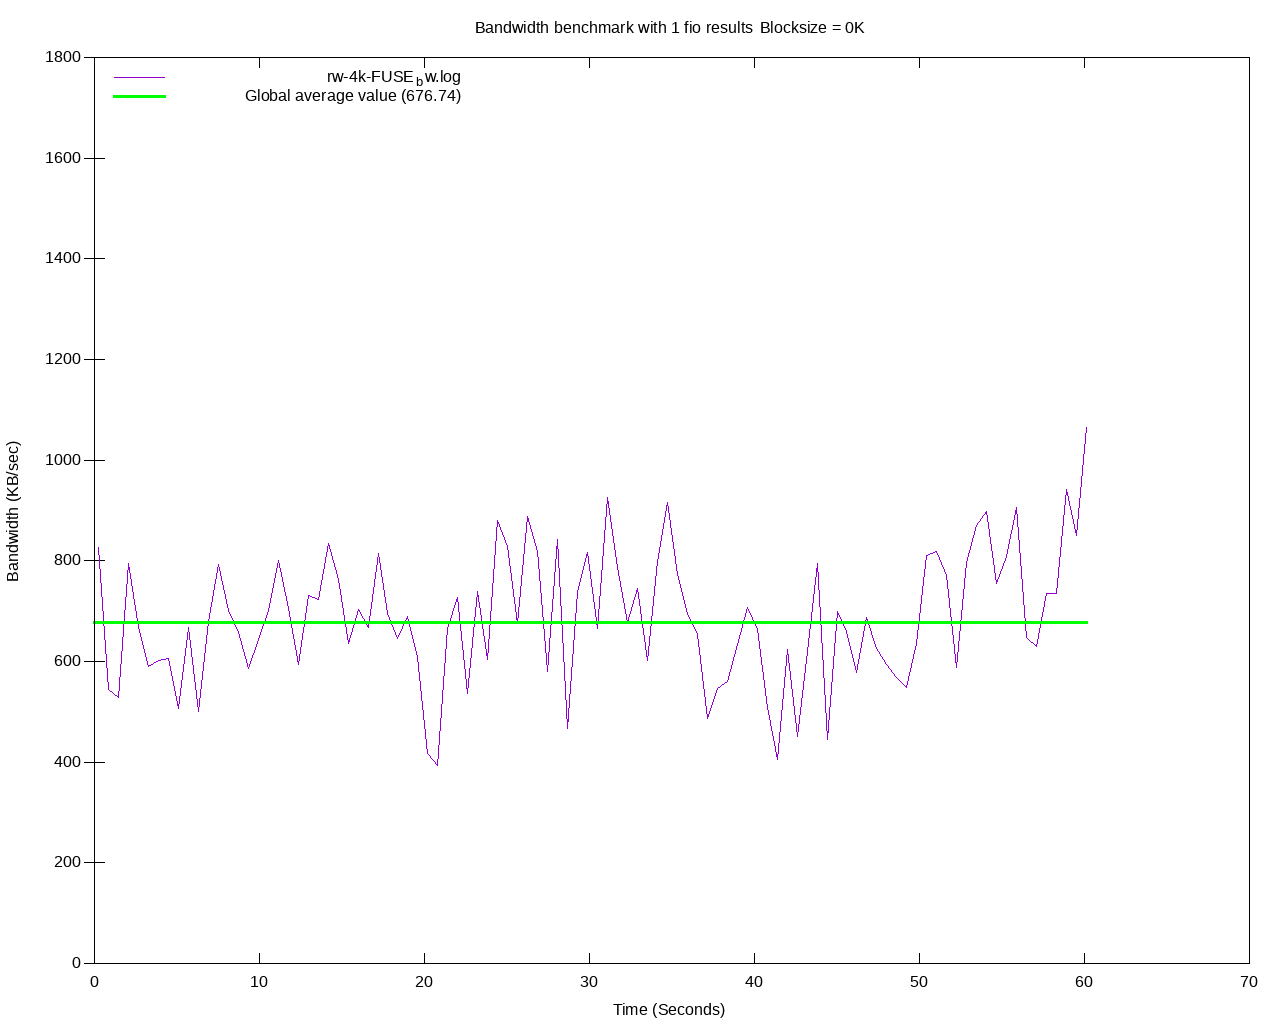 Bandwidth benchmark with 1 fio results Blocksize = 0K
1800
rw-4k-FUSEbw.log
Global average value (676.74)
1600
1400
1200
1000
800
600
400
200
0
Bandwidth (KB/sec)
0 10 20 30 40 50 60 70
Time (Seconds)